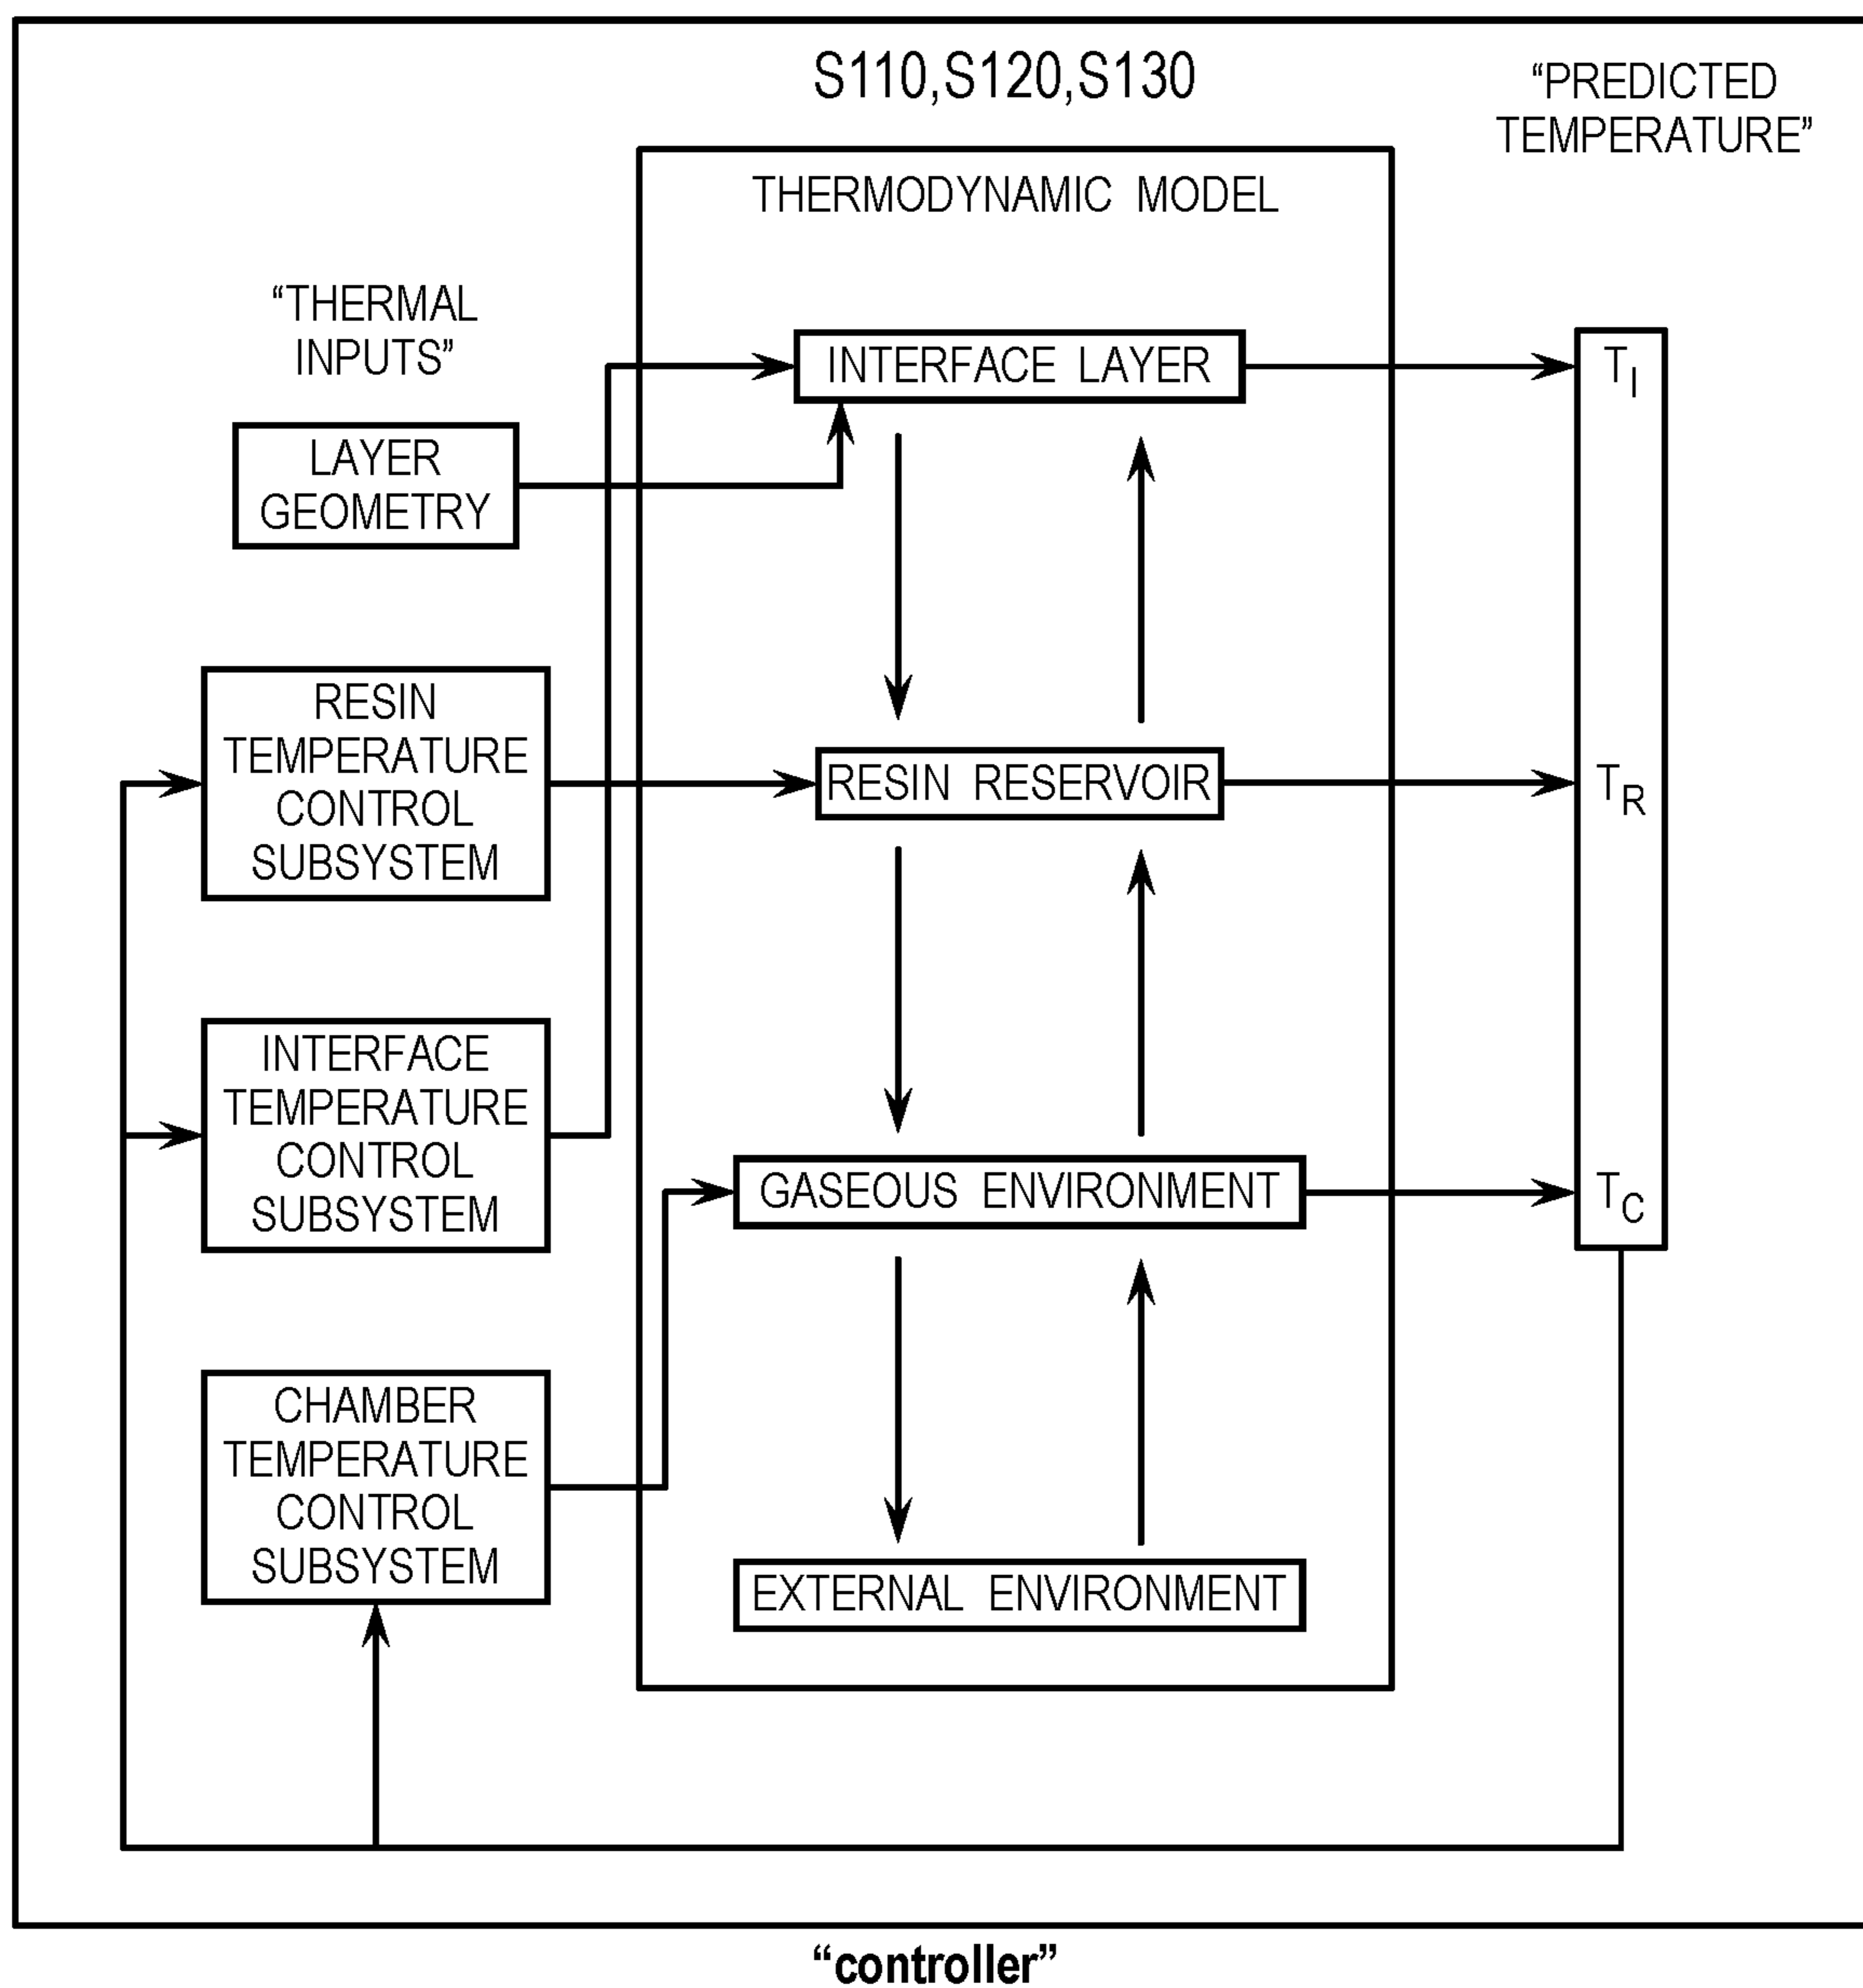 S110,S120,S130
“PREDICTED
TEMPERATURE”
THERMODYNAMIC MODEL
“THERMAL
INPUTS”
INTERFACE LAYER
T_I
LAYER
GEOMETRY
RESIN
TEMPERATURE
CONTROL
SUBSYSTEM
RESIN RESERVOIR
T_R
INTERFACE
TEMPERATURE
CONTROL
SUBSYSTEM
GASEOUS ENVIRONMENT
T_C
CHAMBER
TEMPERATURE
CONTROL
SUBSYSTEM
EXTERNAL ENVIRONMENT
“controller”